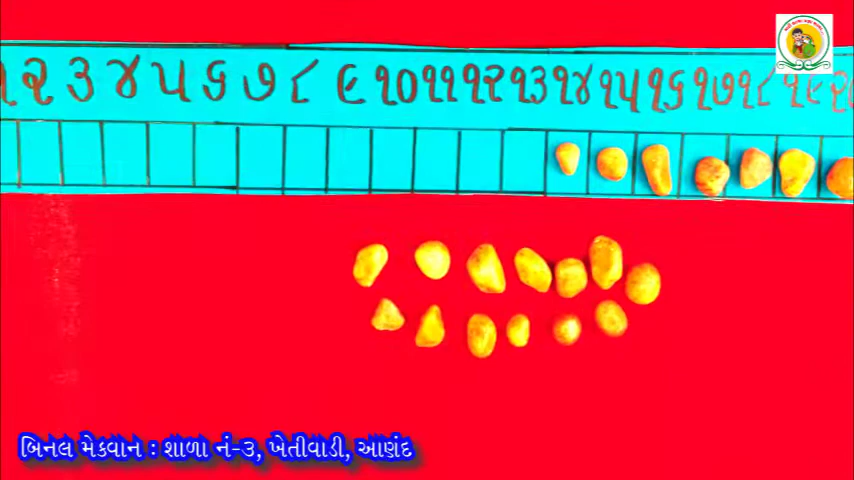 ૨ ૩ ૪ ૫ ૬ ૭ ૮ ૯ ૧૦ ૧૧ ૧૨ ૧૩ ૧૪ ૧૫ ૧૬ ૧૭ ૧૮ ૧૯ ૨૦
બિનલ મેકવાન : શાળા નં-૩, ખેતીવાડી, આણંદ